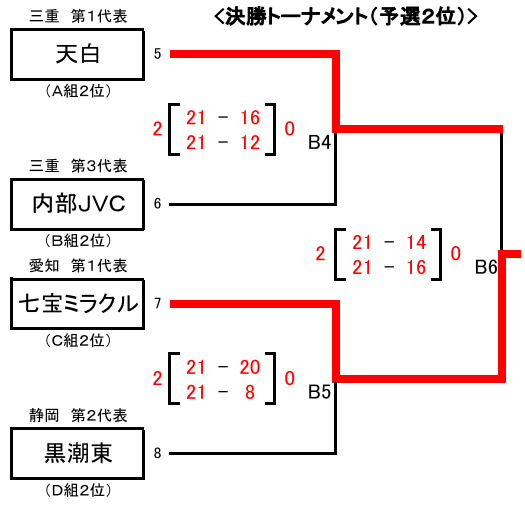 <決勝トーナメント(予選2位)>
三重 第1代表
天白 5
(A組2位)
2 21 - 16 0
21 - 12
B4
三重 第3代表
内部JVC 6
(B組2位)
2 21 - 14 0
21 - 16
B6
愛知 第1代表
七宝ミラクル 7
(C組2位)
2 21 - 20 0
21 - 8
B5
静岡 第2代表
黒潮東 8
(D組2位)